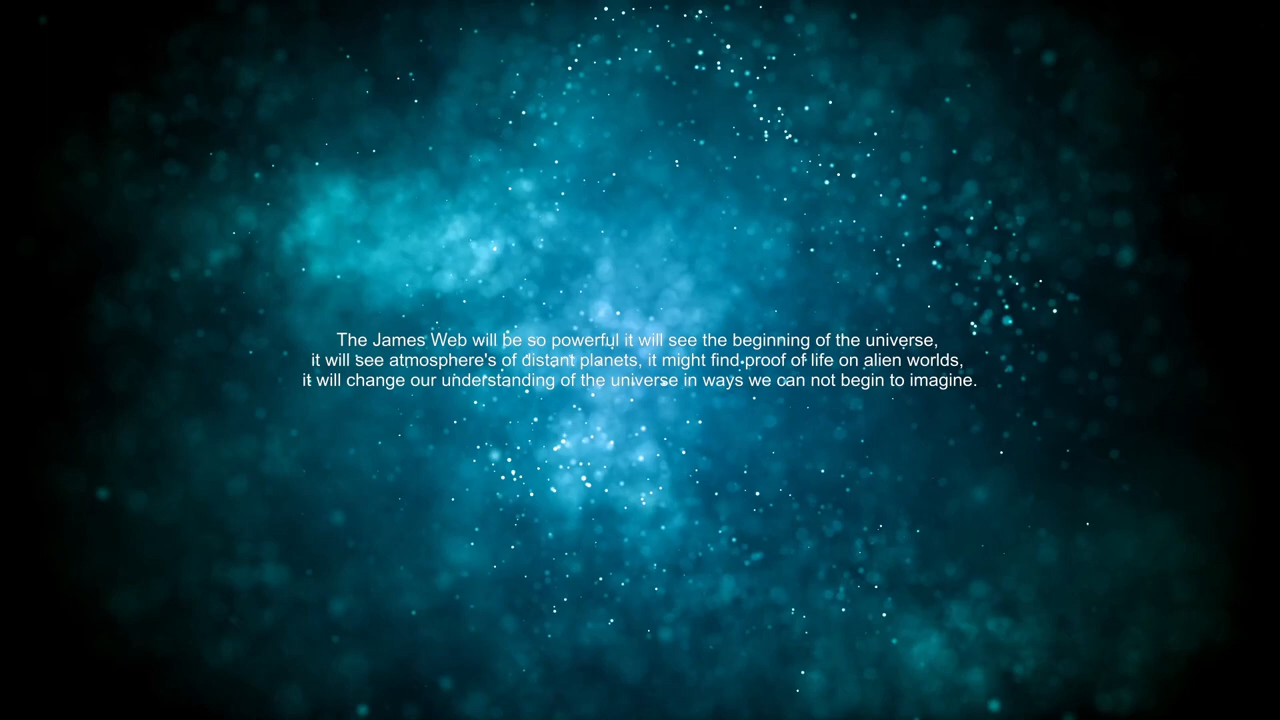 The James Web will be so powerful it will see the beginning of the universe,
it will see atmosphere's of distant planets, it might find proof of life on alien worlds,
it will change our understanding of the universe in ways we can not begin to imagine.